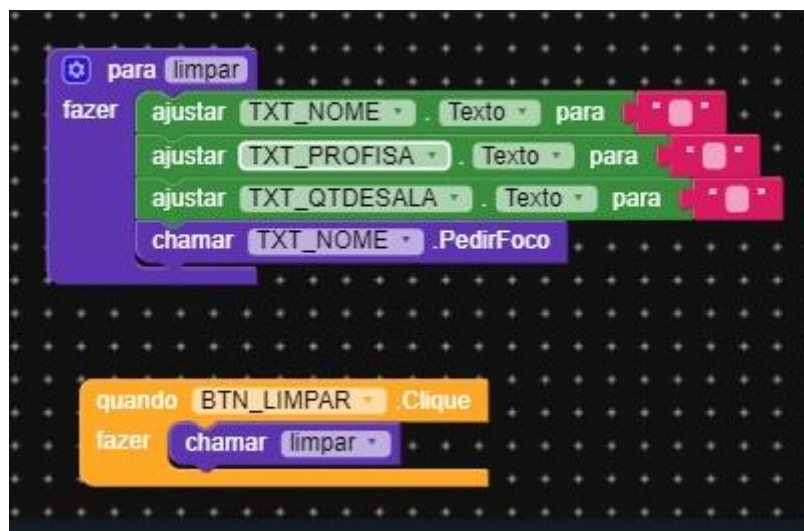 para limpar
fazer ajustar TXT_NOME . Texto para " "
ajustar TXT_PROFISA . Texto para " "
ajustar TXT_QTDESALA . Texto para " "
chamar TXT_NOME .PedirFoco
quando BTN_LIMPAR .Clique
fazer chamar limpar